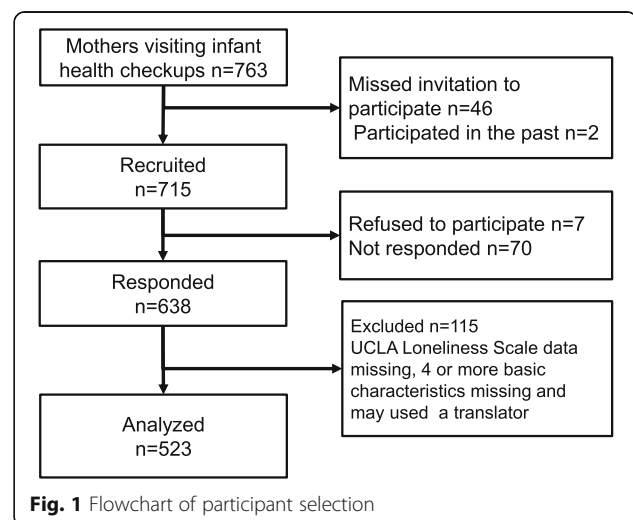 Mothers visiting infant
health checkups n=763
Missed invitation to
participate n=46
Participated in the past n=2
Recruited
n=715
Refused to participate n=7
Not responded n=70
Responded
n=638
Excluded n=115
UCLA Loneliness Scale data
missing, 4 or more basic
characteristics missing and
may used a translator
Analyzed
n=523
Fig. 1 Flowchart of participant selection